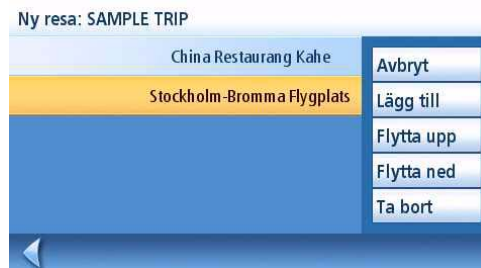 Ny resa: SAMPLE TRIP
China Restaurang Kahe
Stockholm-Bromma Flygplats
Avbryt
Lägg till
Flytta upp
Flytta ned
Ta bort